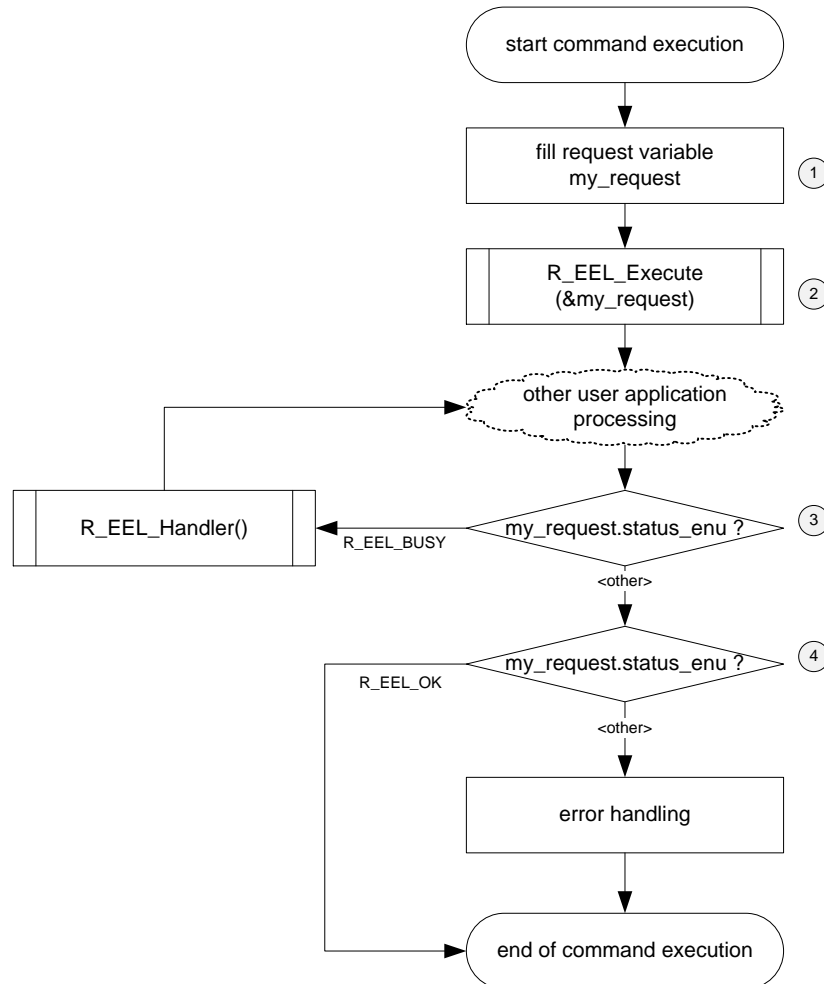 start command execution
fill request variable
my_request
1
R_EEL_Execute
(&my_request)
2
other user application
processing
R_EEL_Handler()
R_EEL_BUSY
my_request.status_enu ?
3
<other>
my_request.status_enu ?
4
R_EEL_OK
<other>
error handling
end of command execution